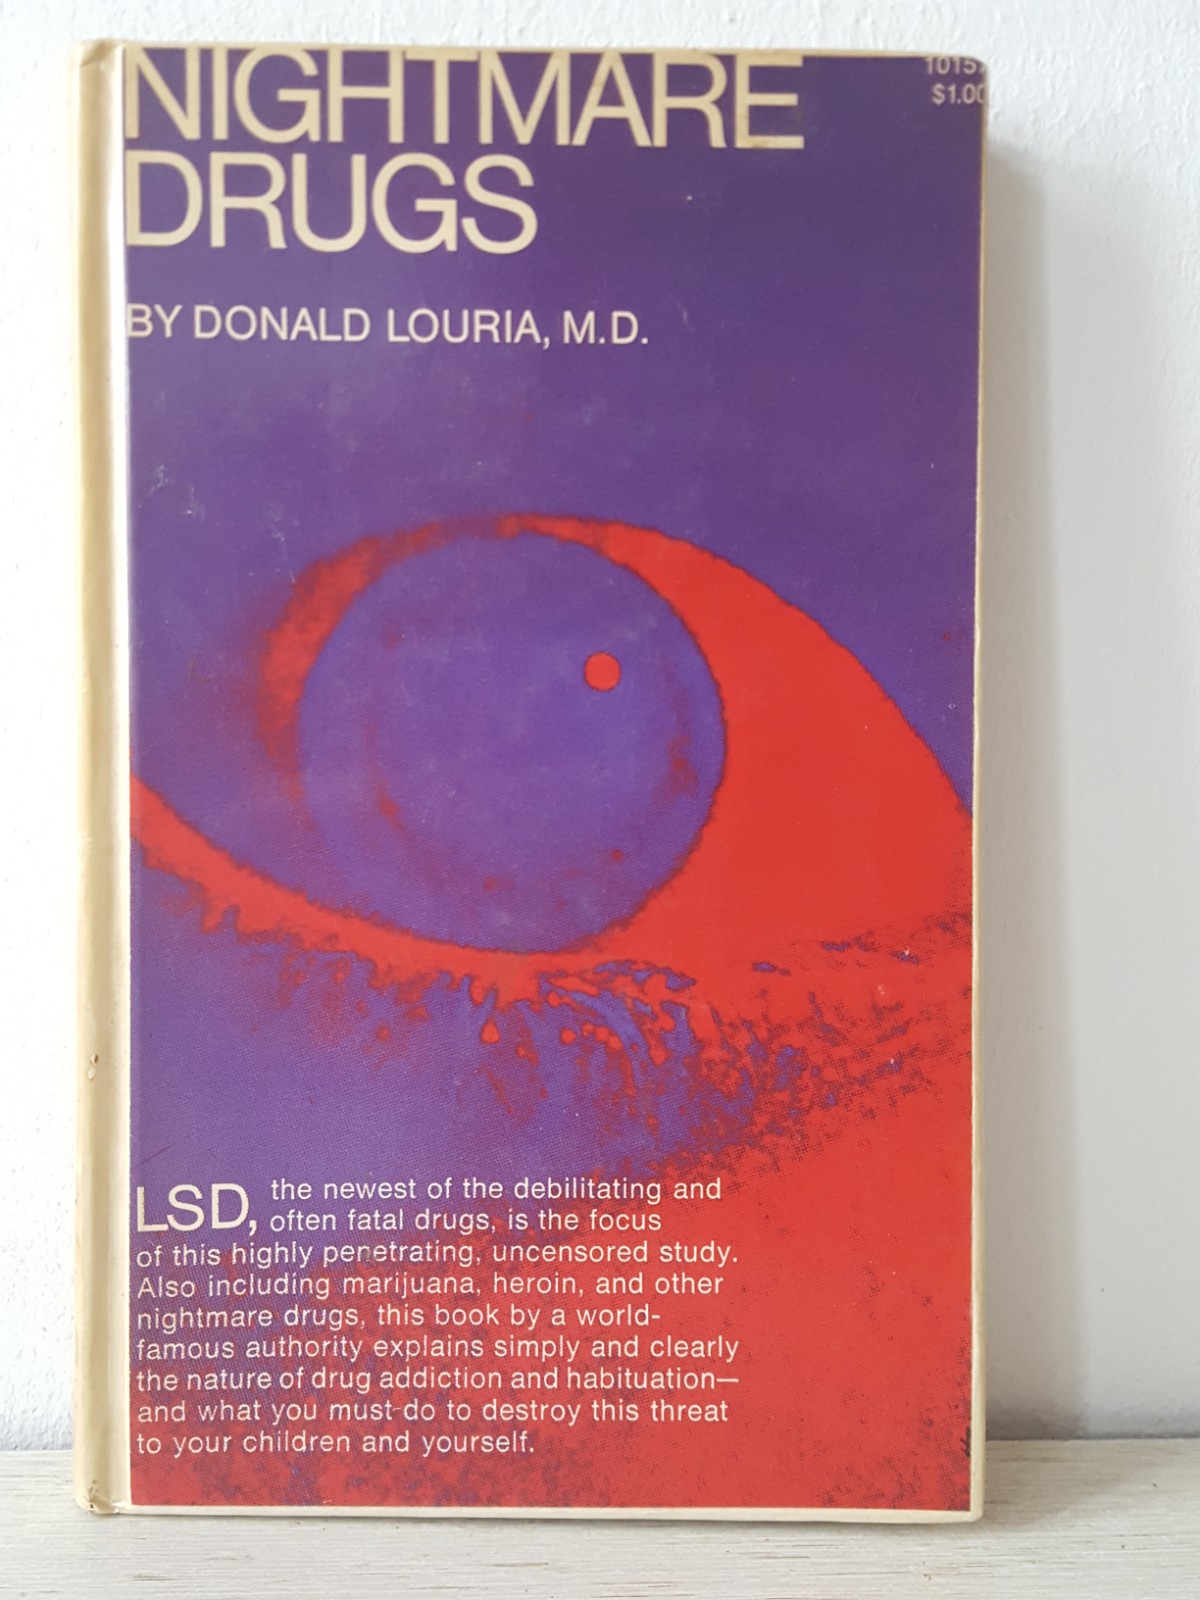 NIGHTMARE
DRUGS
10157
$1.00
BY DONALD LOURIA, M.D.
LSD, the newest of the debilitating and
often fatal drugs, is the focus
of this highly penetrating, uncensored study.
Also including marijuana, heroin, and other
nightmare drugs, this book by a world-
famous authority explains simply and clearly
the nature of drug addiction and habituation—
and what you must do to destroy this threat
to your children and yourself.